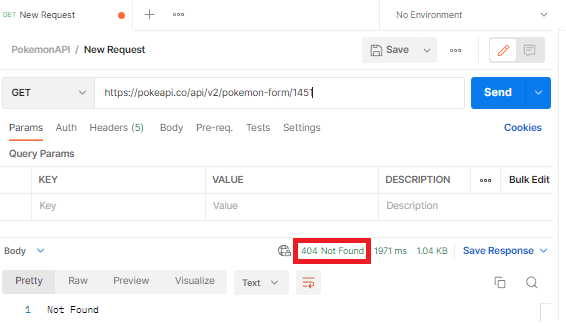 GET New Request
No Environment
PokemonAPI / New Request
Save
GET
https://pokeapi.co/api/v2/pokemon-form/1451
Send
Params Auth Headers (5) Body Pre-req. Tests Settings
Cookies
Query Params
KEY VALUE DESCRIPTION Bulk Edit
Key Value Description
Body 404 Not Found 1971 ms 1.04 KB Save Response
Pretty Raw Preview Visualize Text
1 Not Found